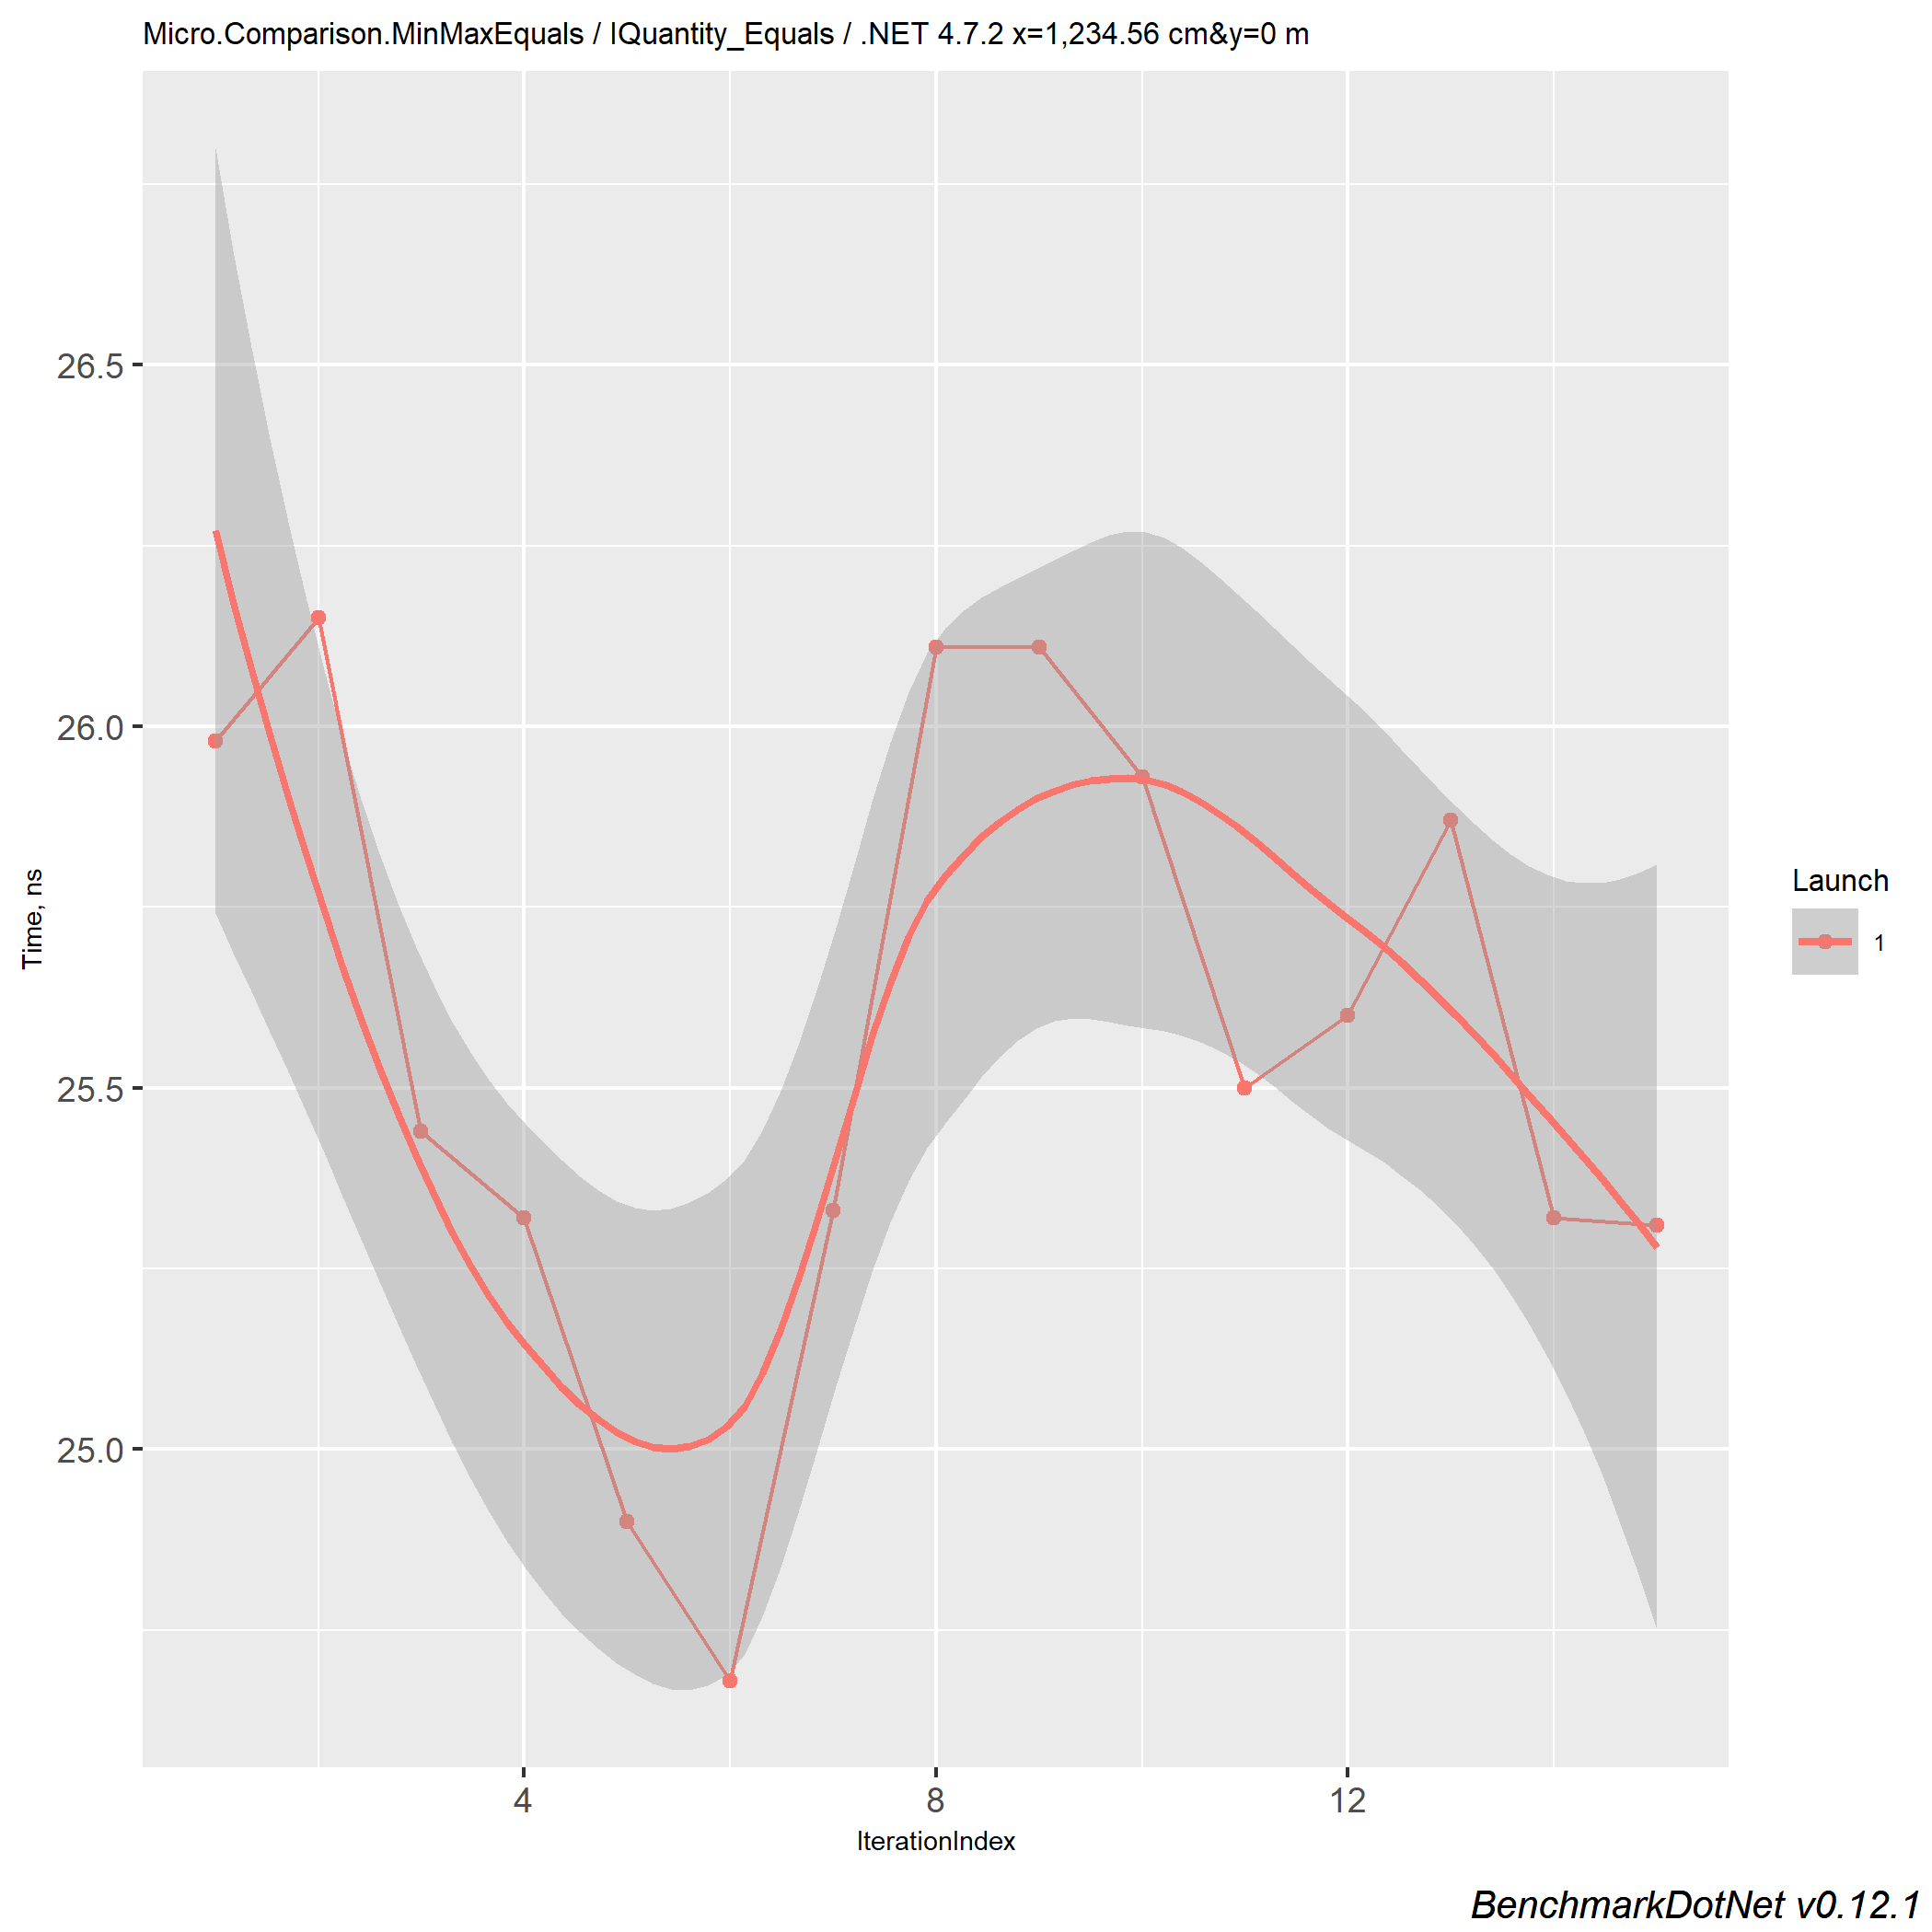 Micro.Comparison.MinMaxEquals / IQuantity_Equals / .NET 4.7.2 x=1,234.56 cm&y=0 m
26.5
26.0
25.5
25.0
Time, ns
4 8 12
IterationIndex
Launch
1
BenchmarkDotNet v0.12.1